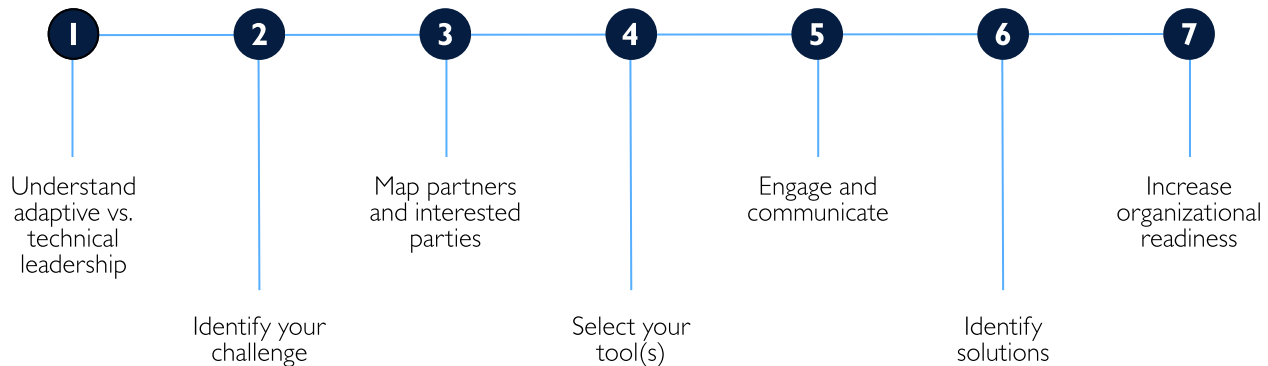 1
2
3
4
5
6
7
Understand
adaptive vs.
technical
leadership
Identify your
challenge
Map partners
and interested
parties
Select your
tool(s)
Engage and
communicate
Identify
solutions
Increase
organizational
readiness